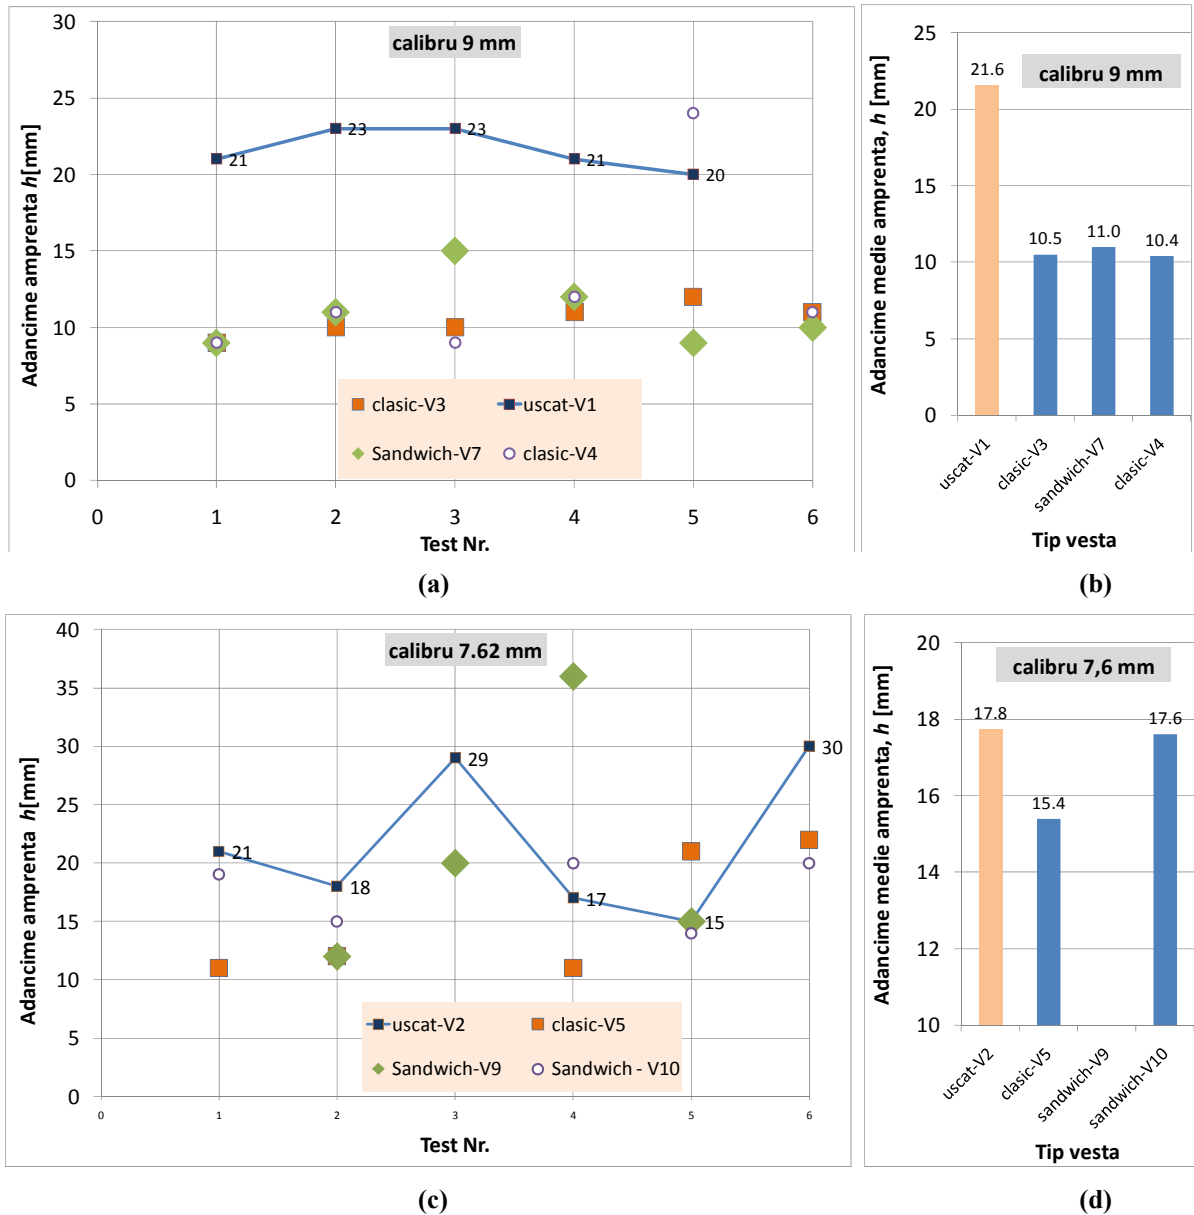 calibru 9 mm
Adancime amprenta h[mm]
30
25
20
15
10
5
0
21
23
23
21
20
clasic-V3
uscat-V1
Sandwich-V7
clasic-V4
0 1 2 3 4 5 6
Test Nr.
(a)
calibru 9 mm
Adancime medie amprenta, h [mm]
25
20
15
10
5
0
21.6
10.5
11.0
10.4
uscat-V1
clasic-V3
sandwich-V7
clasic-V4
Tip vesta
(b)
calibru 7.62 mm
Adancime amprenta h[mm]
40
35
30
25
20
15
10
5
0
21
18
29
17
15
30
uscat-V2
clasic-V5
Sandwich-V9
Sandwich - V10
0 1 2 3 4 5 6
Test Nr.
(c)
calibru 7,6 mm
Adancime medie amprenta, h [mm]
20
18
16
14
12
10
17.8
15.4
17.6
uscat-V2
clasic-V5
sandwich-V9
sandwich-V10
Tip vesta
(d)